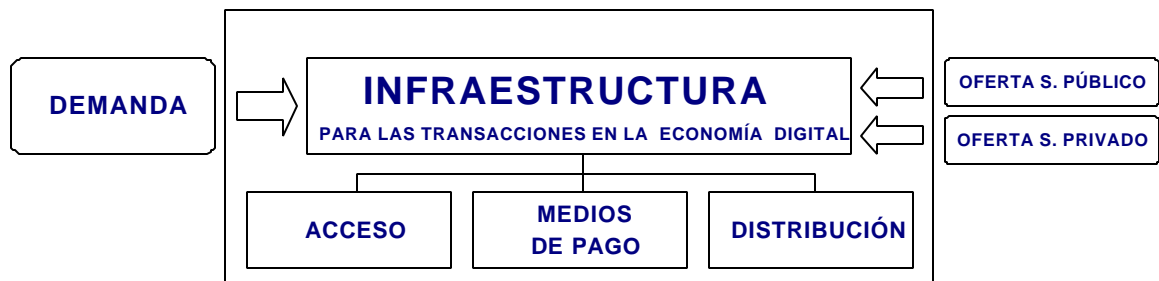 DEMANDA
INFRAESTRUCTURA
PARA LAS TRANSACCIONES EN LA ECONOMÍA DIGITAL
OFERTA S. PÚBLICO
OFERTA S. PRIVADO
ACCESO
MEDIOS
DE PAGO
DISTRIBUCIÓN